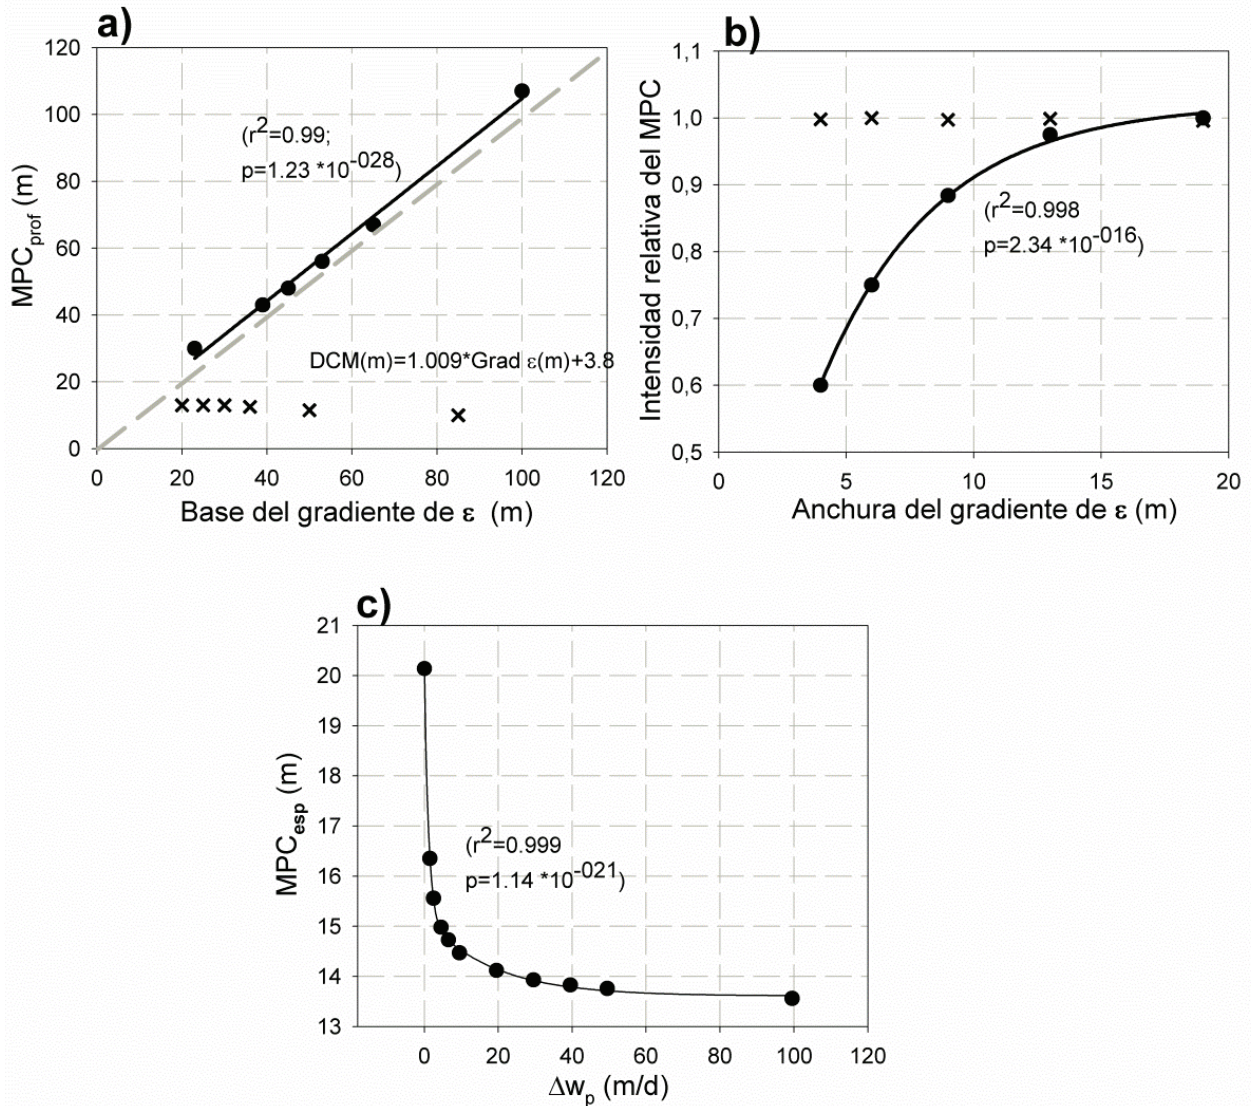 a)
120
100
80
60
40
20
0
MPCprof (m)
(r2=0.99;
p=1.23 *10-028)
DCM(m)=1.009*Grad ε(m)+3.8
0 20 40 60 80 100 120
Base del gradiente de ε (m)
b)
1,1
1,0
0,9
0,8
0,7
0,6
0,5
Intensidad relativa del MPC
(r2=0.998
p=2.34 *10-016)
0 5 10 15 20
Anchura del gradiente de ε (m)
c)
21
20
19
18
17
16
15
14
13
MPCesp (m)
(r2=0.999
p=1.14 *10-021)
0 20 40 60 80 100 120
Δwp (m/d)